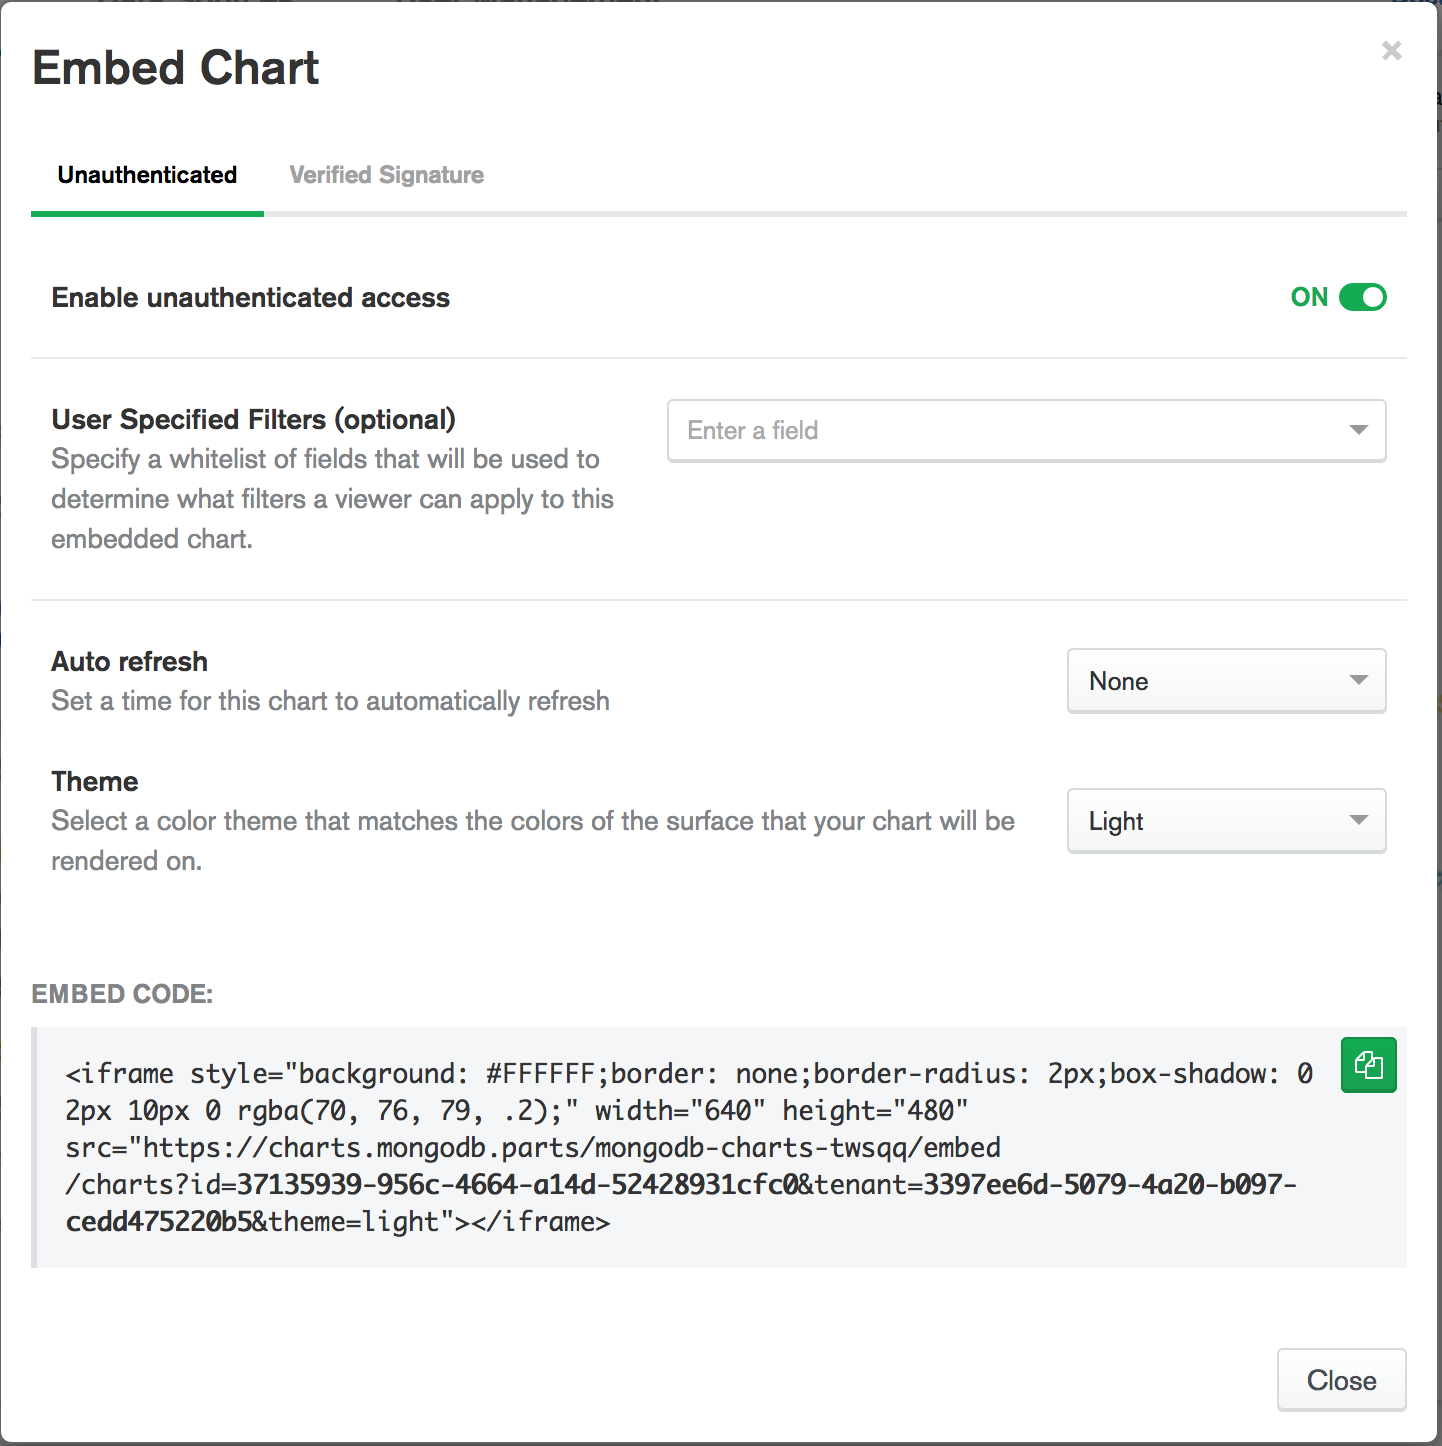 Embed Chart
Unauthenticated
Verified Signature
Enable unauthenticated access
ON
User Specified Filters (optional)
Enter a field
Specify a whitelist of fields that will be used to
determine what filters a viewer can apply to this
embedded chart.
Auto refresh
Set a time for this chart to automatically refresh
None
Theme
Select a color theme that matches the colors of the surface that your chart will be
rendered on.
Light
EMBED CODE:
<iframe style="background: #FFFFFF;border: none;border-radius: 2px;box-shadow: 0
2px 10px 0 rgba(70, 76, 79, .2);" width="640" height="480"
src="https://charts.mongodb.parts/mongodb-charts-twsqq/embed
/charts?id=37135939-956c-4664-a14d-52428931cfc0&tenant=3397ee6d-5079-4a20-b097-
cedd475220b5&theme=light"></iframe>
Close